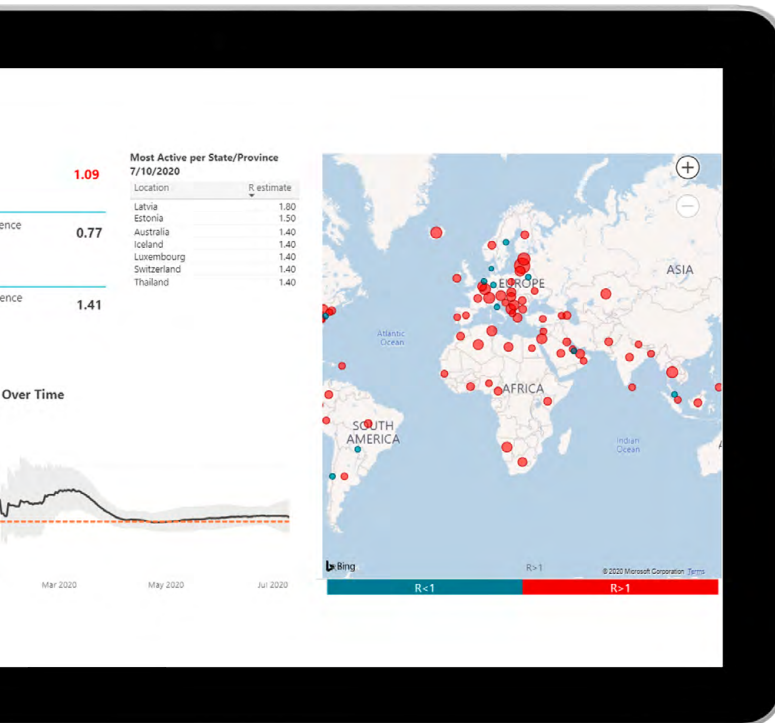 1.09
ence
0.77
ence
1.41
Most Active per State/Province
7/10/2020
Location R estimate
Latvia 1.80
Estonia 1.50
Australia 1.40
Iceland 1.40
Luxembourg 1.40
Switzerland 1.40
Thailand 1.40
Over Time
Mar 2020 May 2020 Jul 2020
ASIA
EUROPE
Atlantic
Ocean
AFRICA
SOUTH
AMERICA
Indian
Ocean
Bing
R>1
© 2020 Microsoft Corporation Terms
R<1 R>1